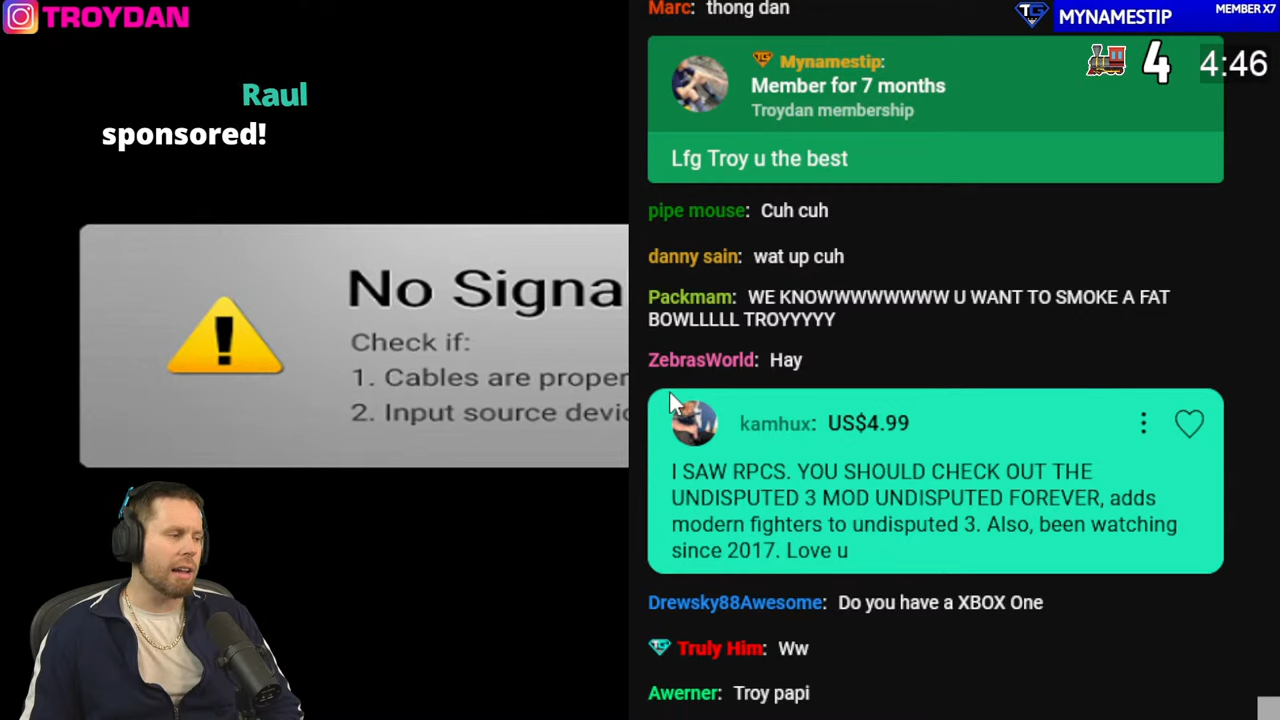 TROYDAN
Raul
sponsored!
No Signa
Check if:
1. Cables are proper
2. Input source devic
Marc: thong dan
TG MYNAMESTIP MEMBER X7
4 4:46
Mynamestip:
Member for 7 months
Troydan membership
Lfg Troy u the best
pipe mouse: Cuh cuh
danny sain: wat up cuh
Packmam: WE KNOWWWWWWWW U WANT TO SMOKE A FAT
BOWLLLLL TROYYYYY
ZebrasWorld: Hay
kamhux: US$4.99
I SAW RPCS. YOU SHOULD CHECK OUT THE
UNDISPUTED 3 MOD UNDISPUTED FOREVER, adds
modern fighters to undisputed 3. Also, been watching
since 2017. Love u
Drewsky88Awesome: Do you have a XBOX One
Truly Him: Ww
Awerner: Troy papi